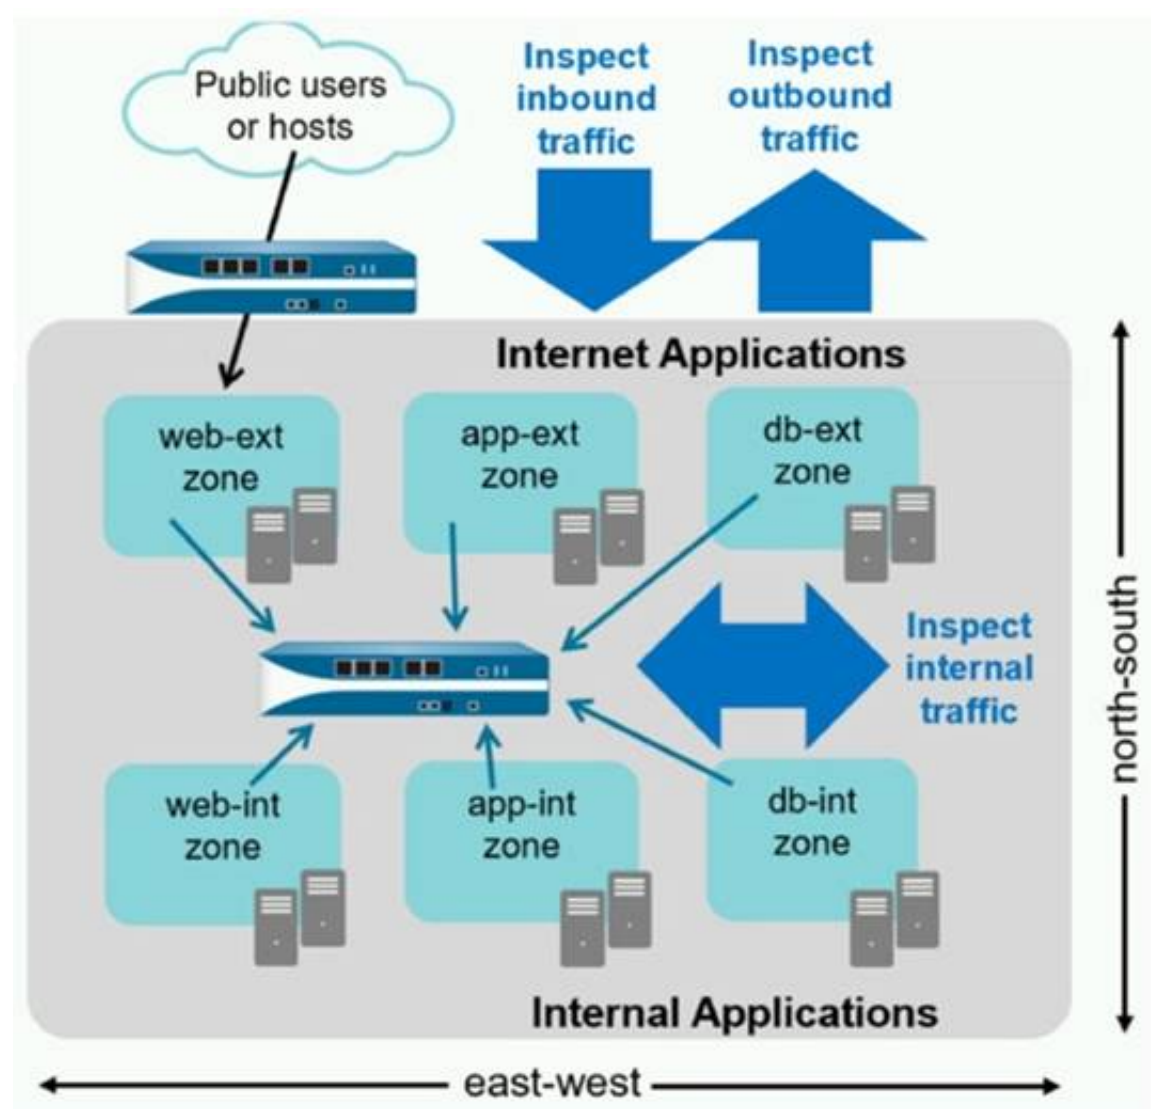 Public users
or hosts
Inspect
inbound
traffic
Inspect
outbound
traffic
Internet Applications
web-ext
zone
app-ext
zone
db-ext
zone
Inspect
internal
traffic
north-south
web-int
zone
app-int
zone
db-int
zone
Internal Applications
east-west